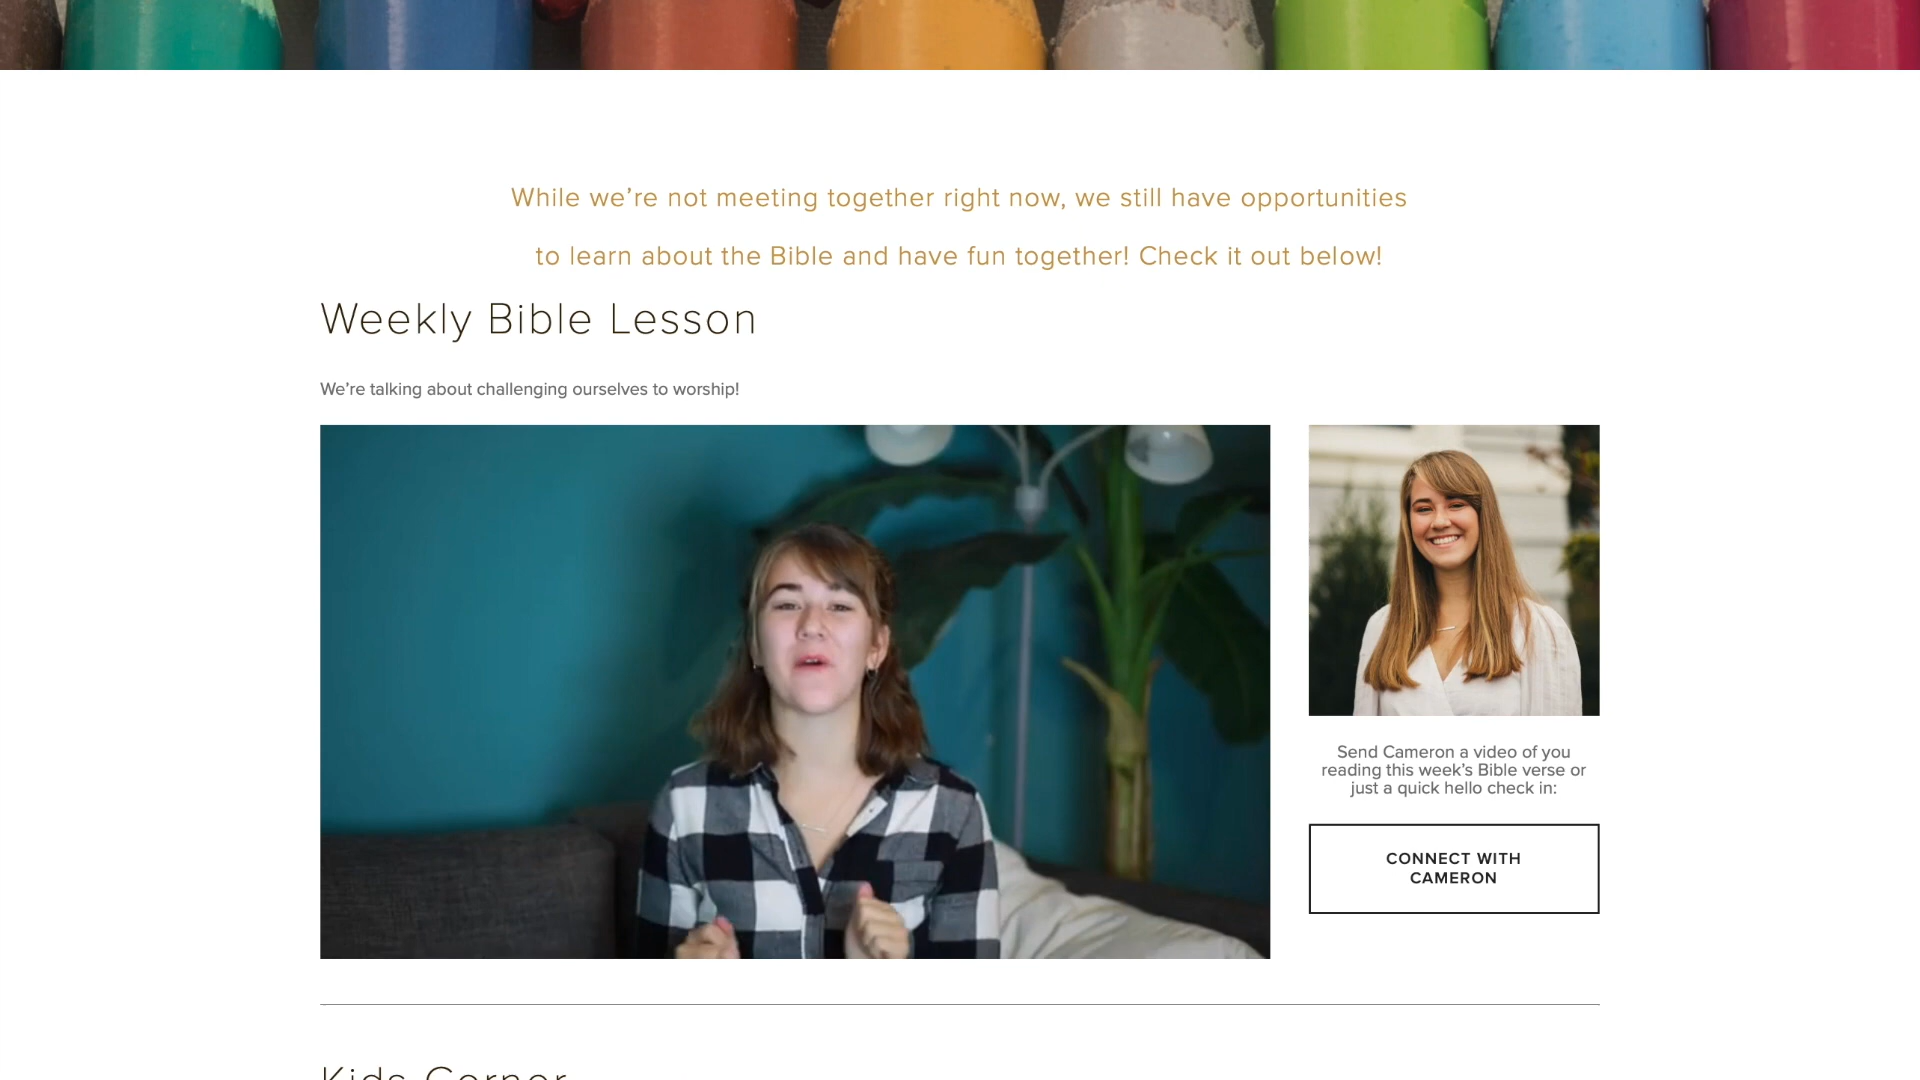 While we’re not meeting together right now, we still have opportunities
to learn about the Bible and have fun together! Check it out below!
Weekly Bible Lesson
We’re talking about challenging ourselves to worship!
Send Cameron a video of you
reading this week’s Bible verse or
just a quick hello check in:
CONNECT WITH
CAMERON
Kids Corner